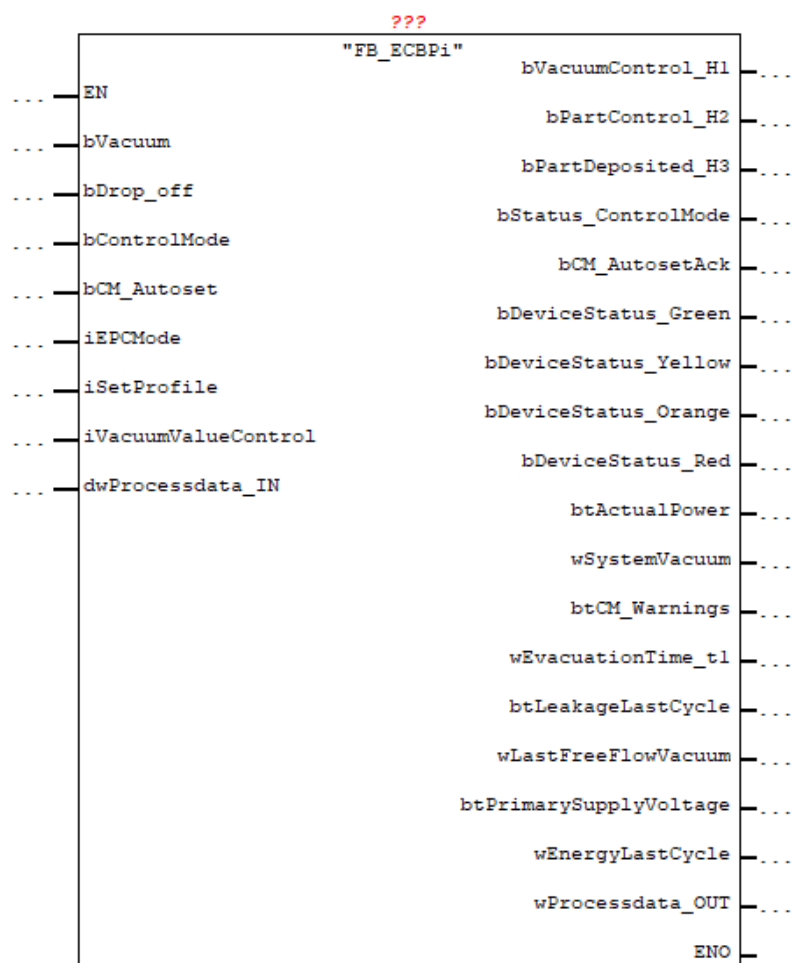 ???
"FB_ECBPi"
bVacuumControl_H1 ...
... EN
bPartControl_H2 ...
... bVacuum
bPartDeposited_H3 ...
... bDrop_off
bStatus_ControlMode ...
... bControlMode
bCM_AutosetAck ...
... bCM_Autoset
bDeviceStatus_Green ...
... iEPCMode
bDeviceStatus_Yellow ...
... iSetProfile
bDeviceStatus_Orange ...
... iVacuumValueControl
bDeviceStatus_Red ...
... dwProcessdata_IN
btActualPower ...
wSystemVacuum ...
btCM_Warnings ...
wEvacuationTime_t1 ...
btLeakageLastCycle ...
wLastFreeFlowVacuum ...
btPrimarySupplyVoltage ...
wEnergyLastCycle ...
wProcessdata_OUT ...
ENO